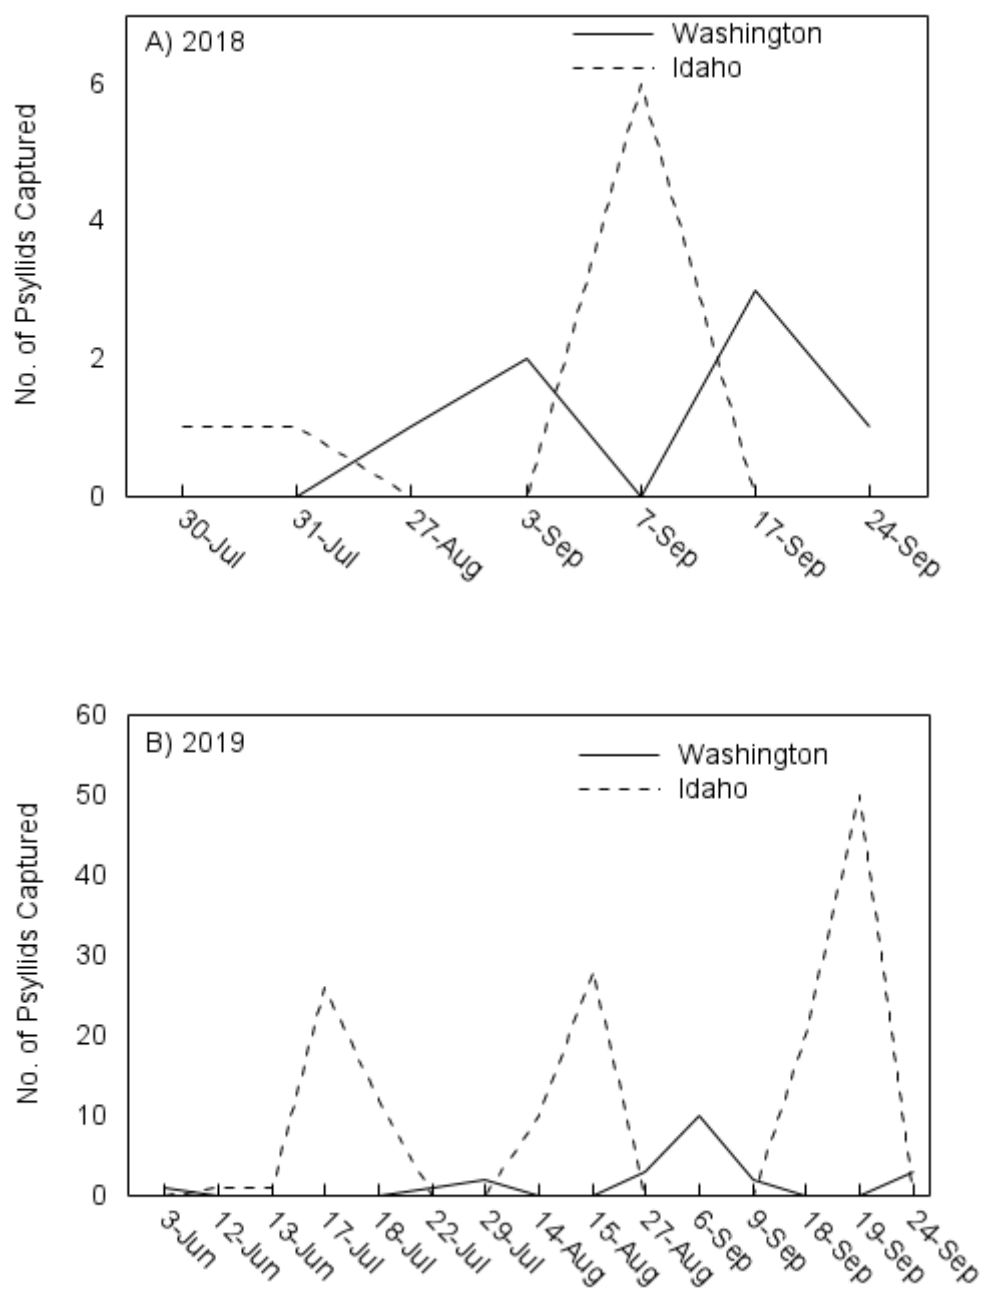 A) 2018
Washington
Idaho
No. of Psyllids Captured
6
4
2
0
30-Jul
31-Jul
27-Aug
3-Sep
7-Sep
17-Sep
24-Sep
60
B) 2019
Washington
Idaho
No. of Psyllids Captured
50
40
30
20
10
0
3-Jun
12-Jun
13-Jun
17-Jul
18-Jul
22-Jul
29-Jul
14-Aug
15-Aug
27-Aug
6-Sep
9-Sep
18-Sep
19-Sep
24-Sep